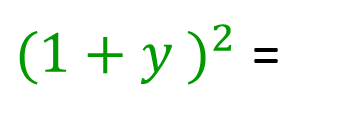 (1 + y )² =